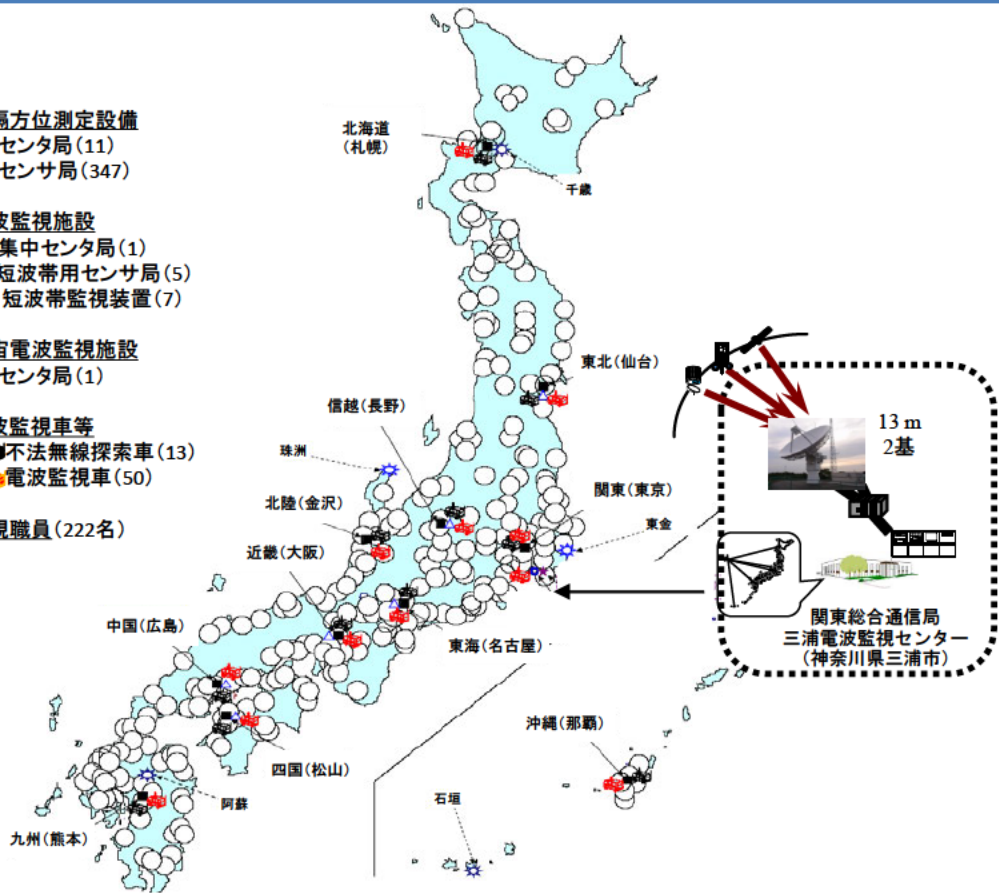 隔方位測定設備
センタ局(11)
センサ局(347)
波監視施設
集中センタ局(1)
短波帯用センサ局(5)
短波帯監視装置(7)
宙電波監視施設
センタ局(1)
波監視車等
不法無線探索車(13)
電波監視車(50)
視職員(222名)
北海道
(札幌)
千歳
東北(仙台)
信越(長野)
珠洲
北陸(金沢)
関東(東京)
東金
近畿(大阪)
中国(広島)
東海(名古屋)
四国(松山)
阿蘇
九州(熊本)
沖縄(那覇)
石垣
13 m
2基
関東総合通信局
三浦電波監視センター
(神奈川県三浦市)